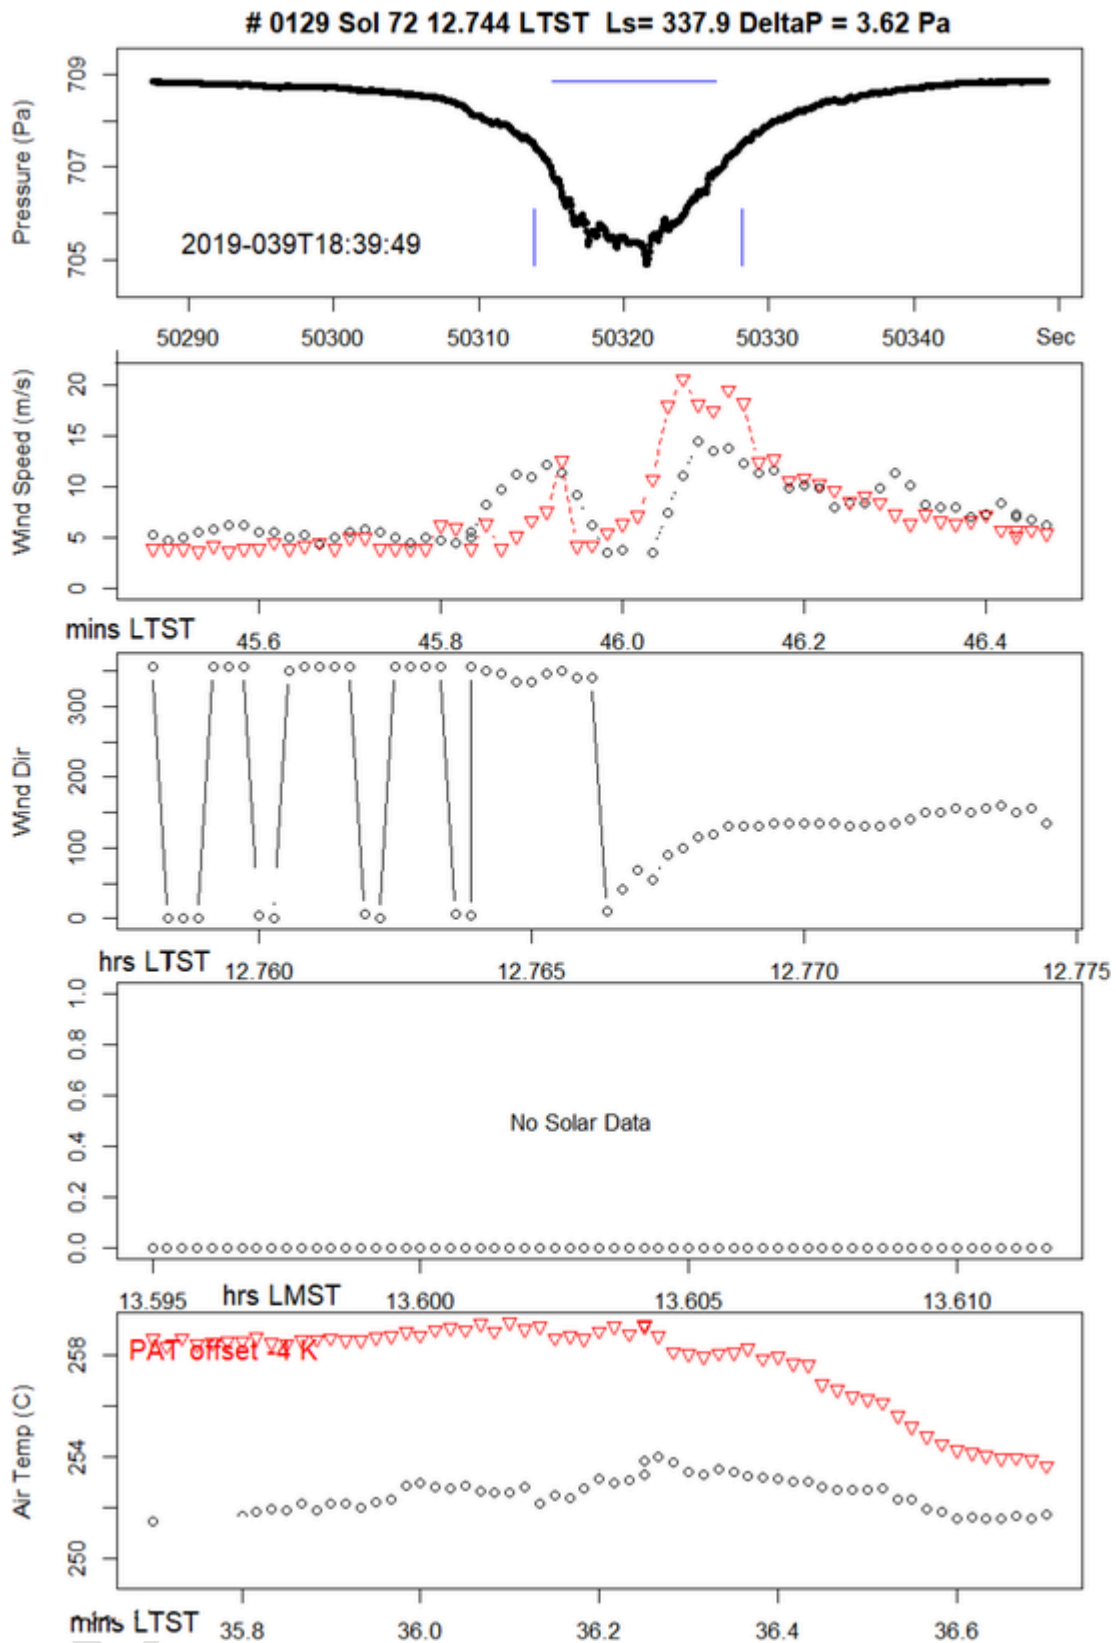 # 0129 Sol 72 12.744 LTST Ls= 337.9 DeltaP = 3.62 Pa
Pressure (Pa)
709
707
705
2019-039T18:39:49
50290 50300 50310 50320 50330 50340 Sec
Wind Speed (m/s)
20
15
10
5
0
mins LTST 45.6 45.8 46.0 46.2 46.4
Wind Dir
300
200
100
0
hrs LTST 12.760 12.765 12.770 12.775
1.0
0.8
0.6
0.4
0.2
0.0
No Solar Data
13.595 hrs LMST 13.600 13.605 13.610
Air Temp (C)
258
254
250
PAT offset -4 K
mins LTST 35.8 36.0 36.2 36.4 36.6